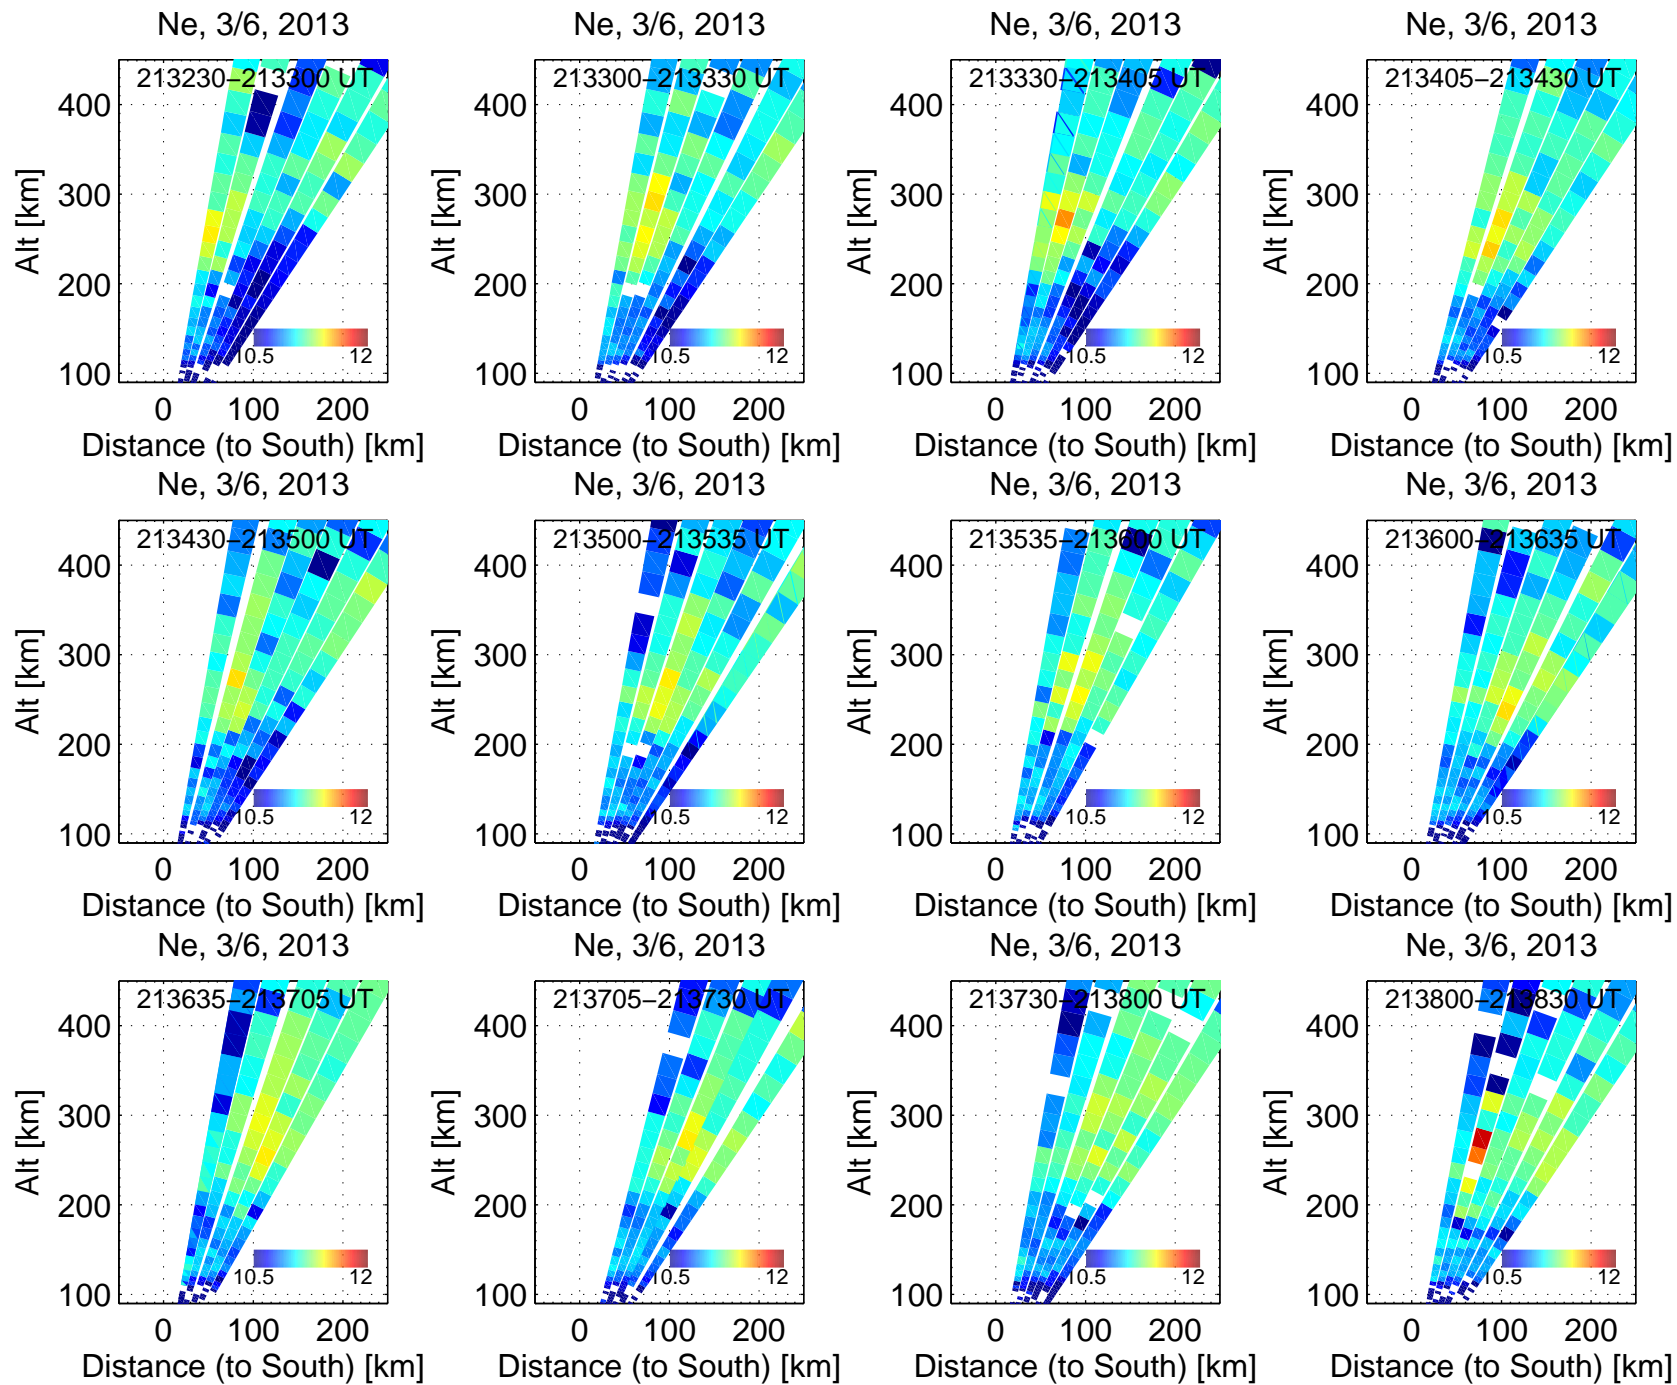 Ne, 3/6, 2013
Ne, 3/6, 2013
Ne, 3/6, 2013
Ne, 3/6, 2013
213230−213300 UT
213300−213330 UT
213330−213405 UT
213405−213430 UT
400
400
400
400
300
300
300
300
200
200
200
200
100
100
100
100
Alt [km]
Alt [km]
Alt [km]
Alt [km]
10.5 12
10.5 12
10.5 12
10.5 12
0 100 200
0 100 200
0 100 200
0 100 200
Distance (to South) [km]
Distance (to South) [km]
Distance (to South) [km]
Distance (to South) [km]
Ne, 3/6, 2013
Ne, 3/6, 2013
Ne, 3/6, 2013
Ne, 3/6, 2013
213430−213500 UT
213500−213535 UT
213535−213600 UT
213600−213635 UT
400
400
400
400
300
300
300
300
200
200
200
200
100
100
100
100
Alt [km]
Alt [km]
Alt [km]
Alt [km]
10.5 12
10.5 12
10.5 12
10.5 12
0 100 200
0 100 200
0 100 200
0 100 200
Distance (to South) [km]
Distance (to South) [km]
Distance (to South) [km]
Distance (to South) [km]
Ne, 3/6, 2013
Ne, 3/6, 2013
Ne, 3/6, 2013
Ne, 3/6, 2013
213635−213705 UT
213705−213730 UT
213730−213800 UT
213800−213830 UT
400
400
400
400
300
300
300
300
200
200
200
200
100
100
100
100
Alt [km]
Alt [km]
Alt [km]
Alt [km]
10.5 12
10.5 12
10.5 12
10.5 12
0 100 200
0 100 200
0 100 200
0 100 200
Distance (to South) [km]
Distance (to South) [km]
Distance (to South) [km]
Distance (to South) [km]